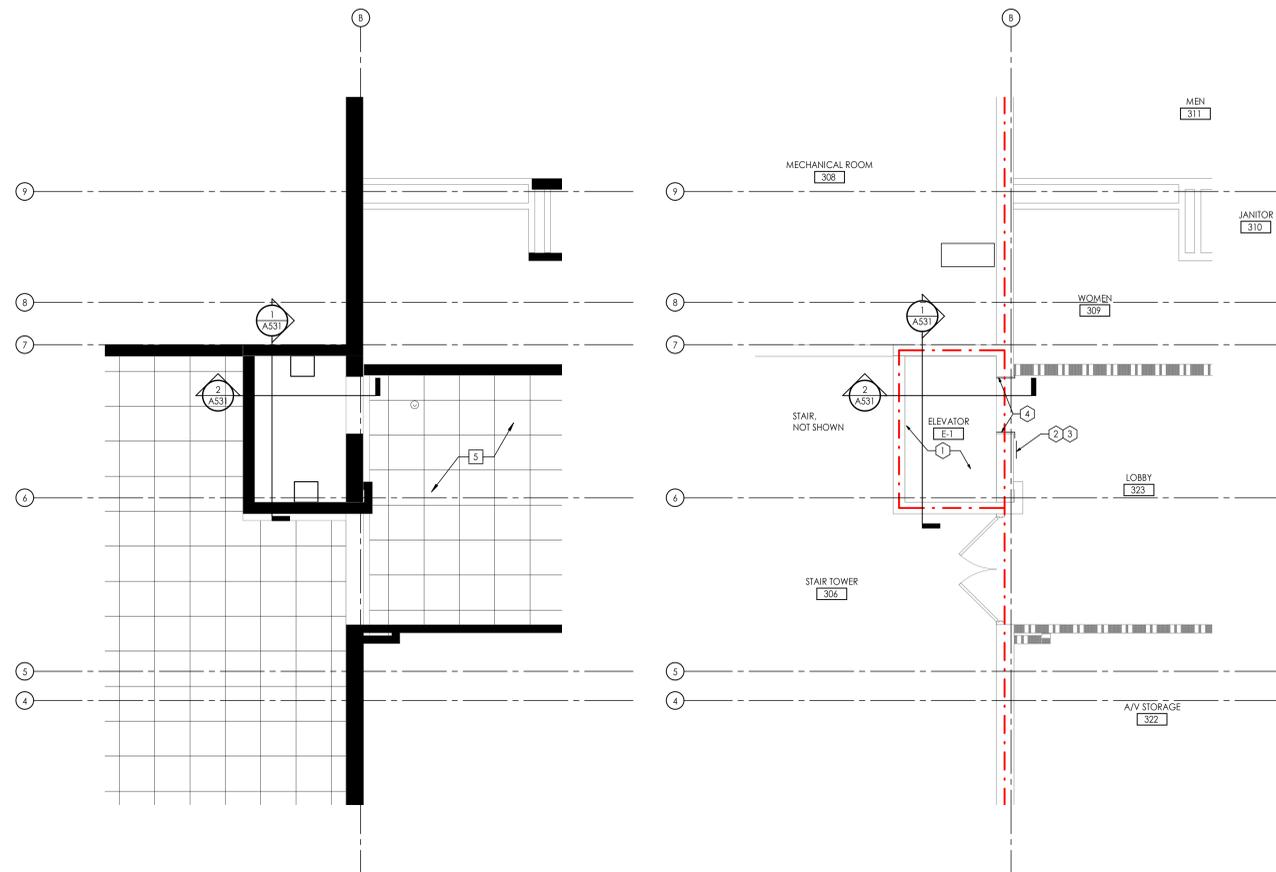 B
B
MEN
311
MECHANICAL ROOM
308
9
9
JANITOR
310
8
8
WOMEN
309
1
A531
1
A531
7
7
2
A531
2
A531
STAIR,
NOT SHOWN
ELEVATOR
E-1
4
2 3
5
1
LOBBY
323
6
6
STAIR TOWER
306
5
5
4
4
A/V STORAGE
322